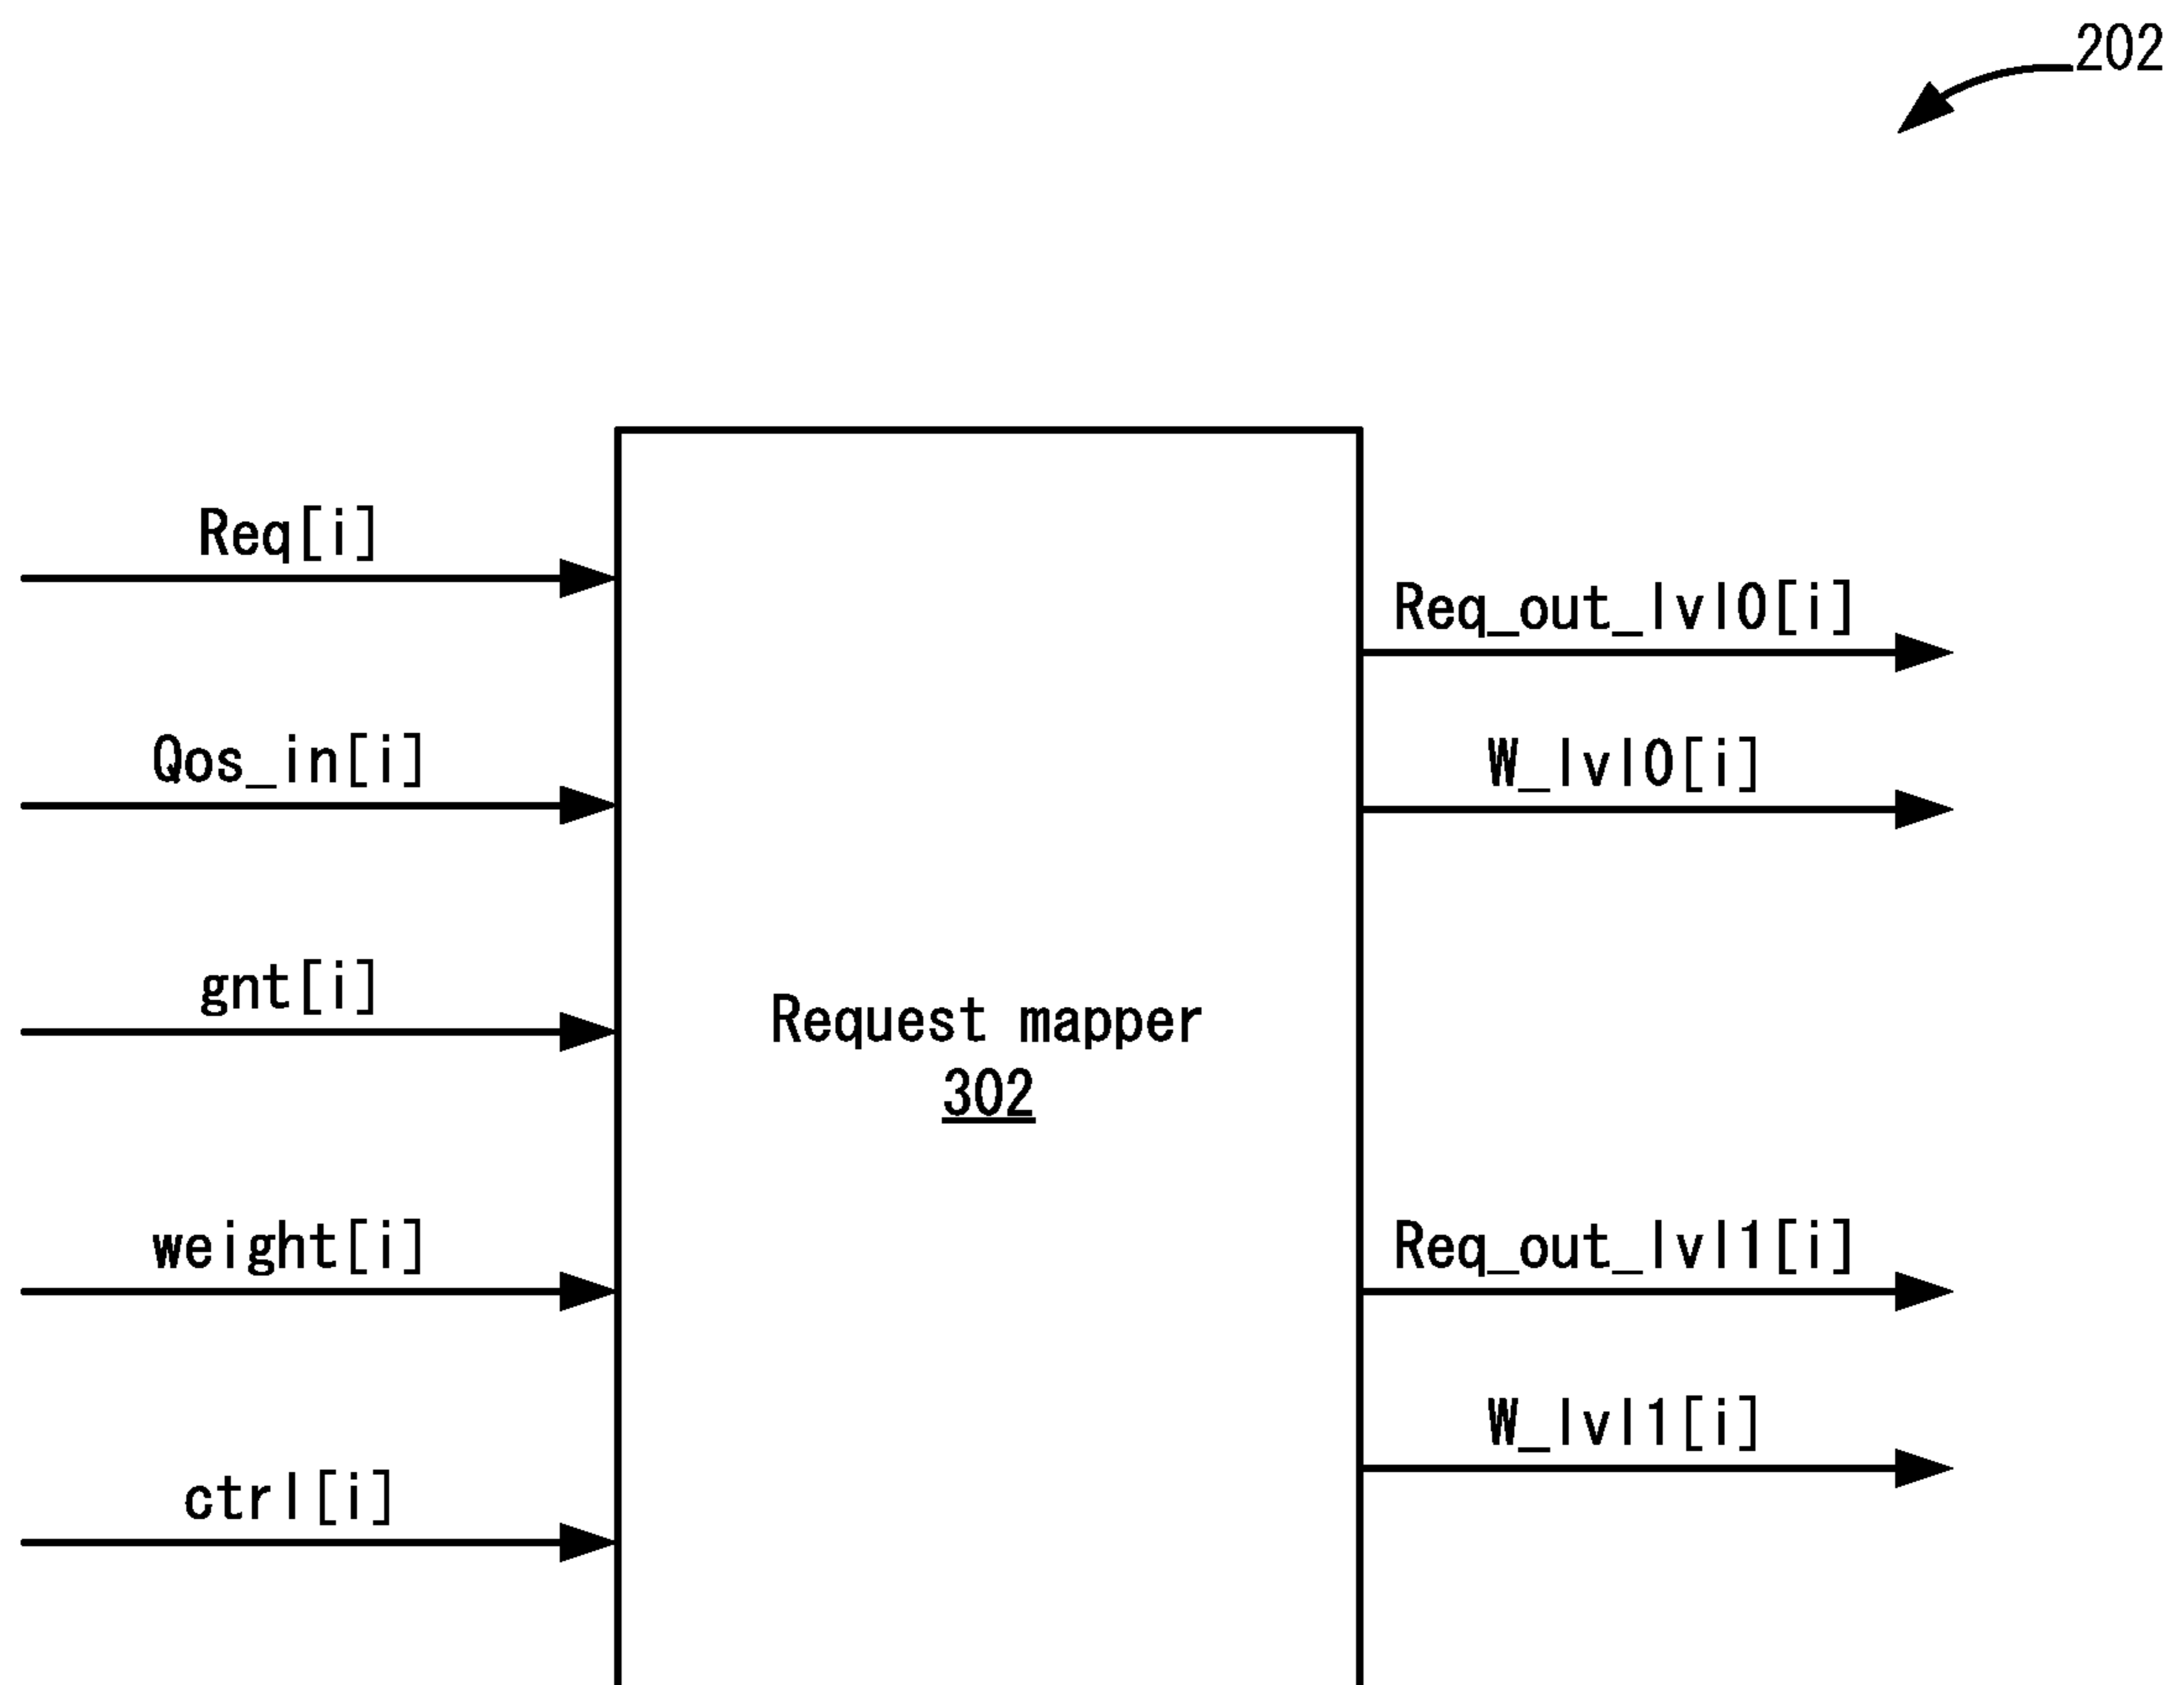 202
Req[i]
Qos_in[i]
gnt[i]
weight[i]
ctrl[i]
Request mapper
302
Req_out_lvl0[i]
W_lvl0[i]
Req_out_lvl1[i]
W_lvl1[i]